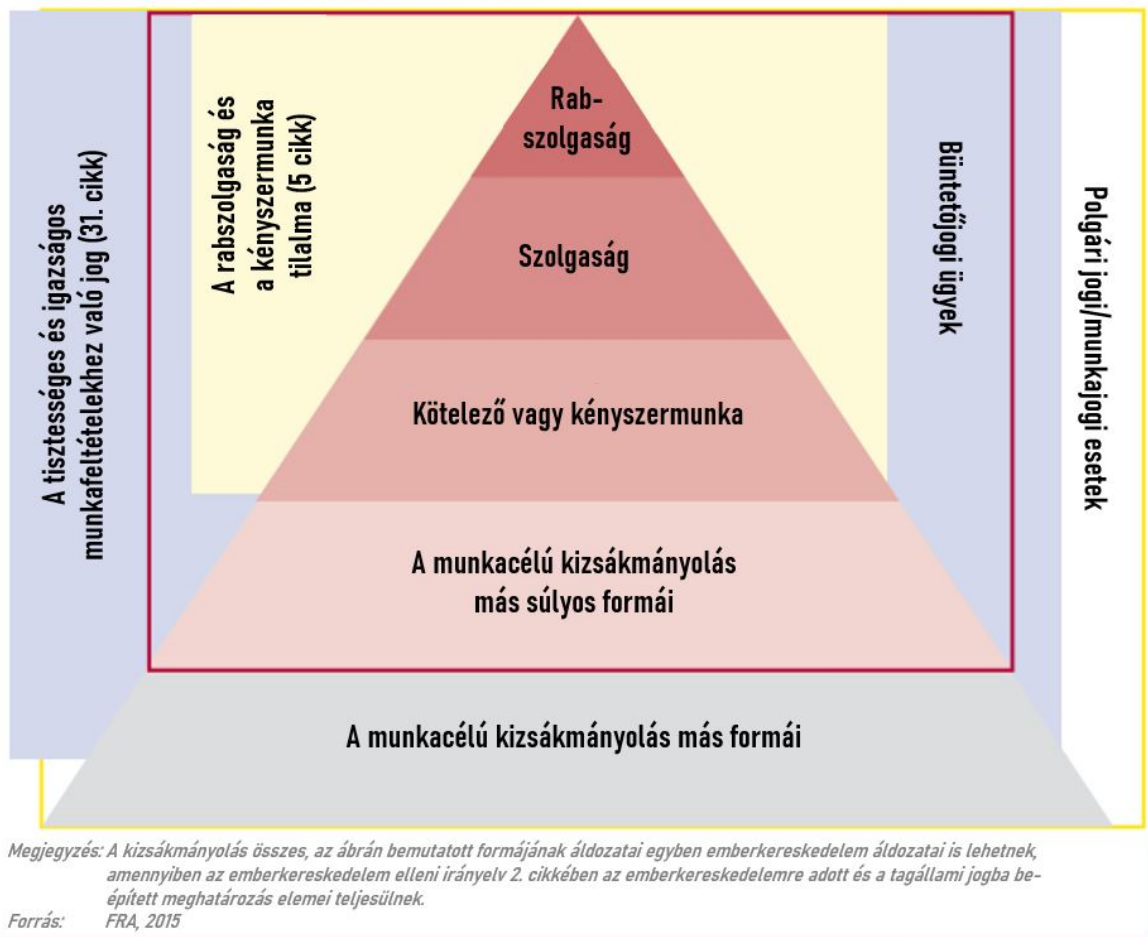 A tisztességes és igazságos
munkafeltételekhez való jog (31. cikk)
A rabszolgaság és
a kényszermunka
tilalma (5 cikk)
Rab-
szolgaság
Szolgaság
Kötelező vagy kényszermunka
A munkacélú kizsákmányolás
más súlyos formái
A munkacélú kizsákmányolás más formái
Büntetőjogi ügyek
Polgári jogi/munkajogi esetek
Megjegyzés: A kizsákmányolás összes, az ábrán bemutatott formájának áldozatai egyben emberkereskedelem áldozatai is lehetnek,
amennyiben az emberkereskedelem elleni irányelv 2. cikkében az emberkereskedelemre adott és a tagállami jogba be-
épített meghatározás elemei teljesülnek.
Forrás: FRA, 2015